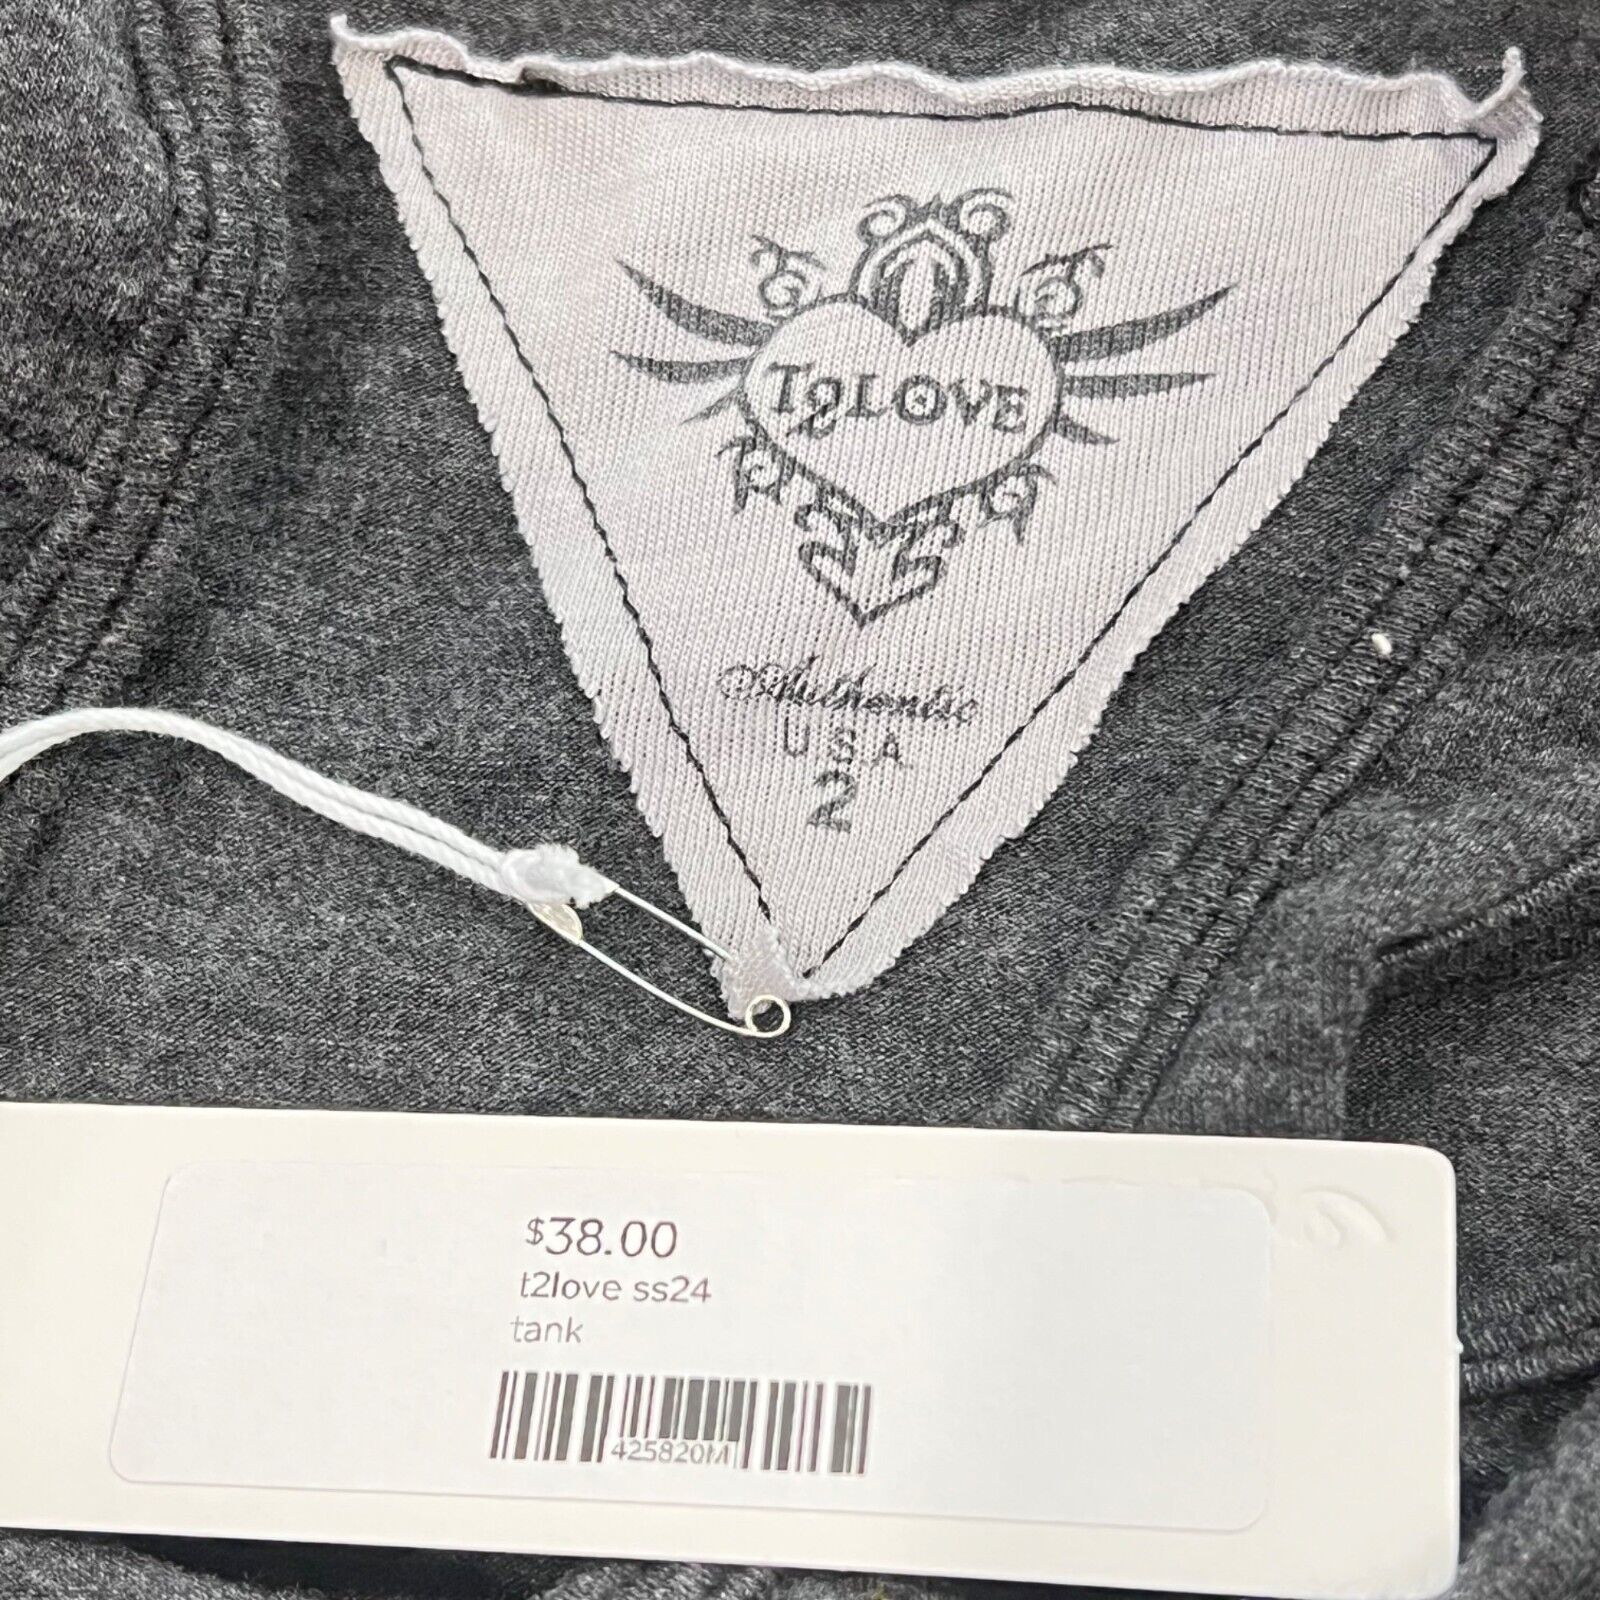 T2LOVE
Authentic
USA
2
$38.00
t2love ss24
tank
425820M